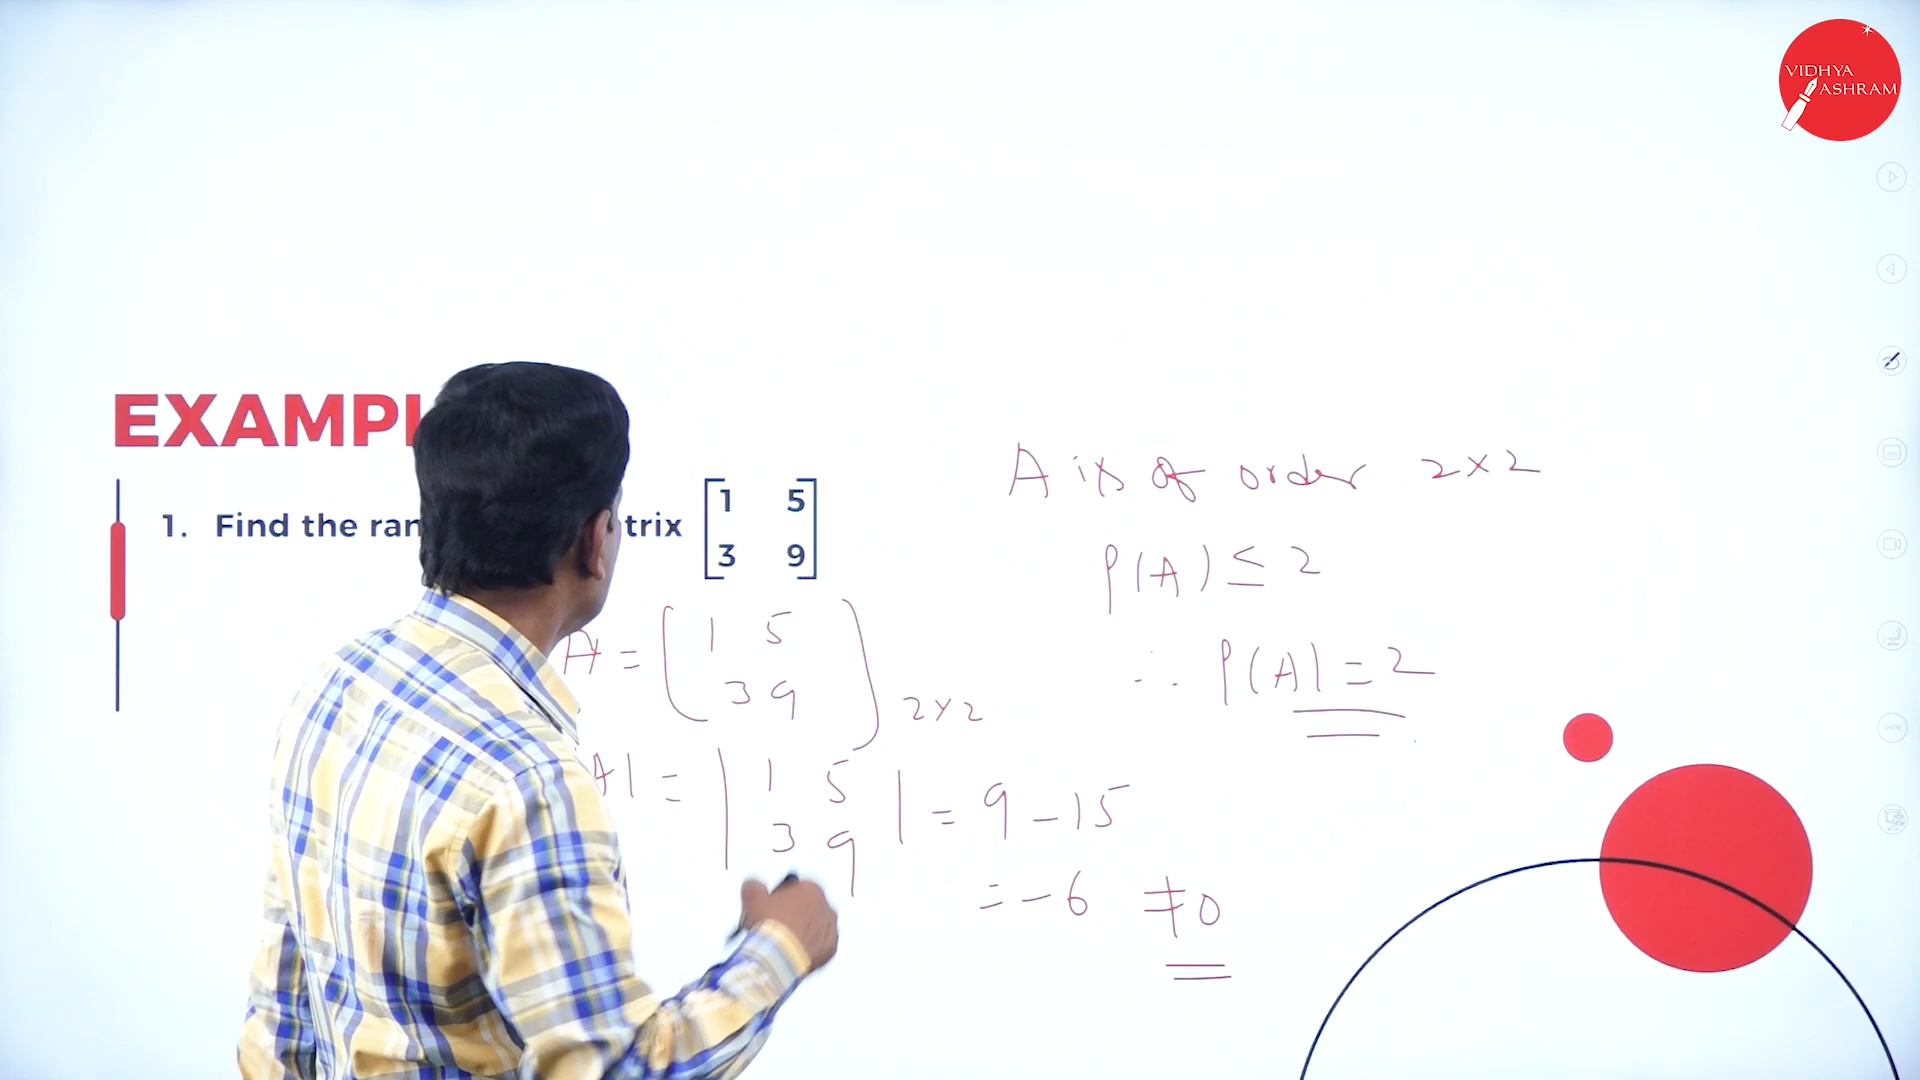 VIDHYA
ASHRAM
EXAMPL
1. Find the ran trix [1 5
3 9]
A = (1 5
3 9) 2×2
A| = |1 5
3 9| = 9 - 15
= -6 ≠ 0
A is of order 2×2
ρ(A) ≤ 2
∴ ρ(A) = 2